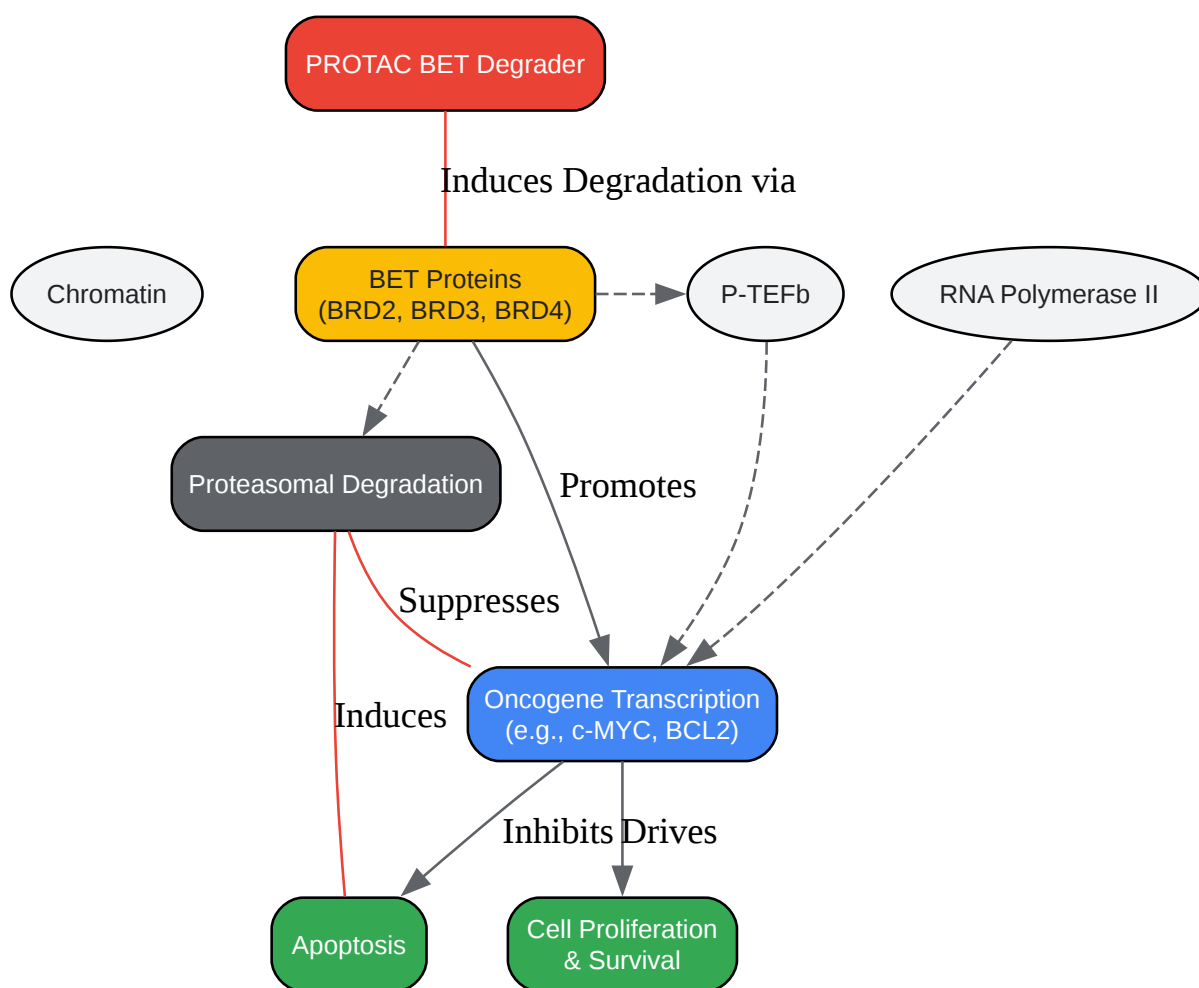 PROTAC BET Degrader
Induces Degradation via
Chromatin
BET Proteins
(BRD2, BRD3, BRD4)
P-TEFb
RNA Polymerase II
Proteasomal Degradation
Promotes
Suppresses
Induces
Oncogene Transcription
(e.g., c-MYC, BCL2)
Inhibits
Drives
Apoptosis
Cell Proliferation
& Survival